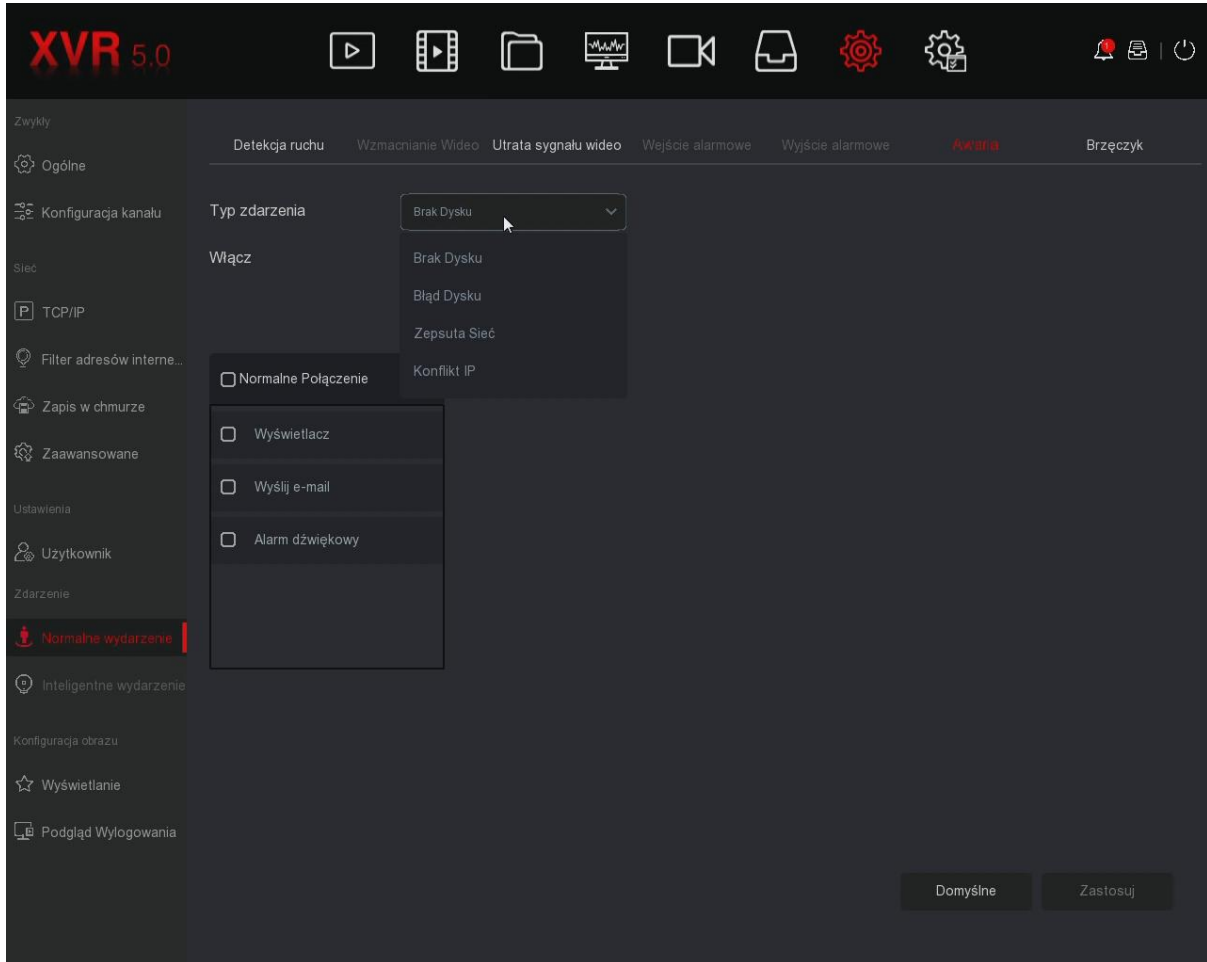 XVR 5.0
1
Zwykły
Ogólne
Konfiguracja kanału
Sieć
P TCP/IP
Filter adresów interne...
Zapis w chmurze
Zaawansowane
Ustawienia
Użytkownik
Zdarzenie
Normalne wydarzenie
Inteligentne wydarzenie
Konfiguracja obrazu
Wyświetlanie
Podgląd Wylogowania
Detekcja ruchu Wzmacnianie Wideo Utrata sygnału wideo Wejście alarmowe Wyjście alarmowe Awaria Brzęczyk
Typ zdarzenia Brak Dysku
Włącz Brak Dysku
Błąd Dysku
Zepsuta Sieć
Konflikt IP
Normalne Połączenie
Wyświetlacz
Wyślij e-mail
Alarm dźwiękowy
Domyślne Zastosuj